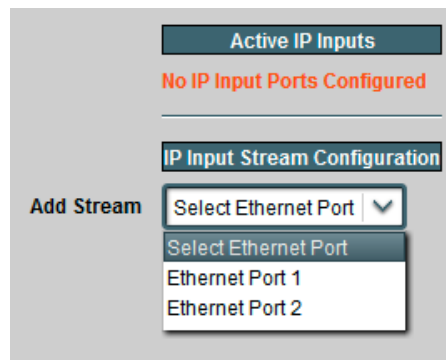 Active IP Inputs
No IP Input Ports Configured
IP Input Stream Configuration
Add Stream Select Ethernet Port
Select Ethernet Port
Ethernet Port 1
Ethernet Port 2